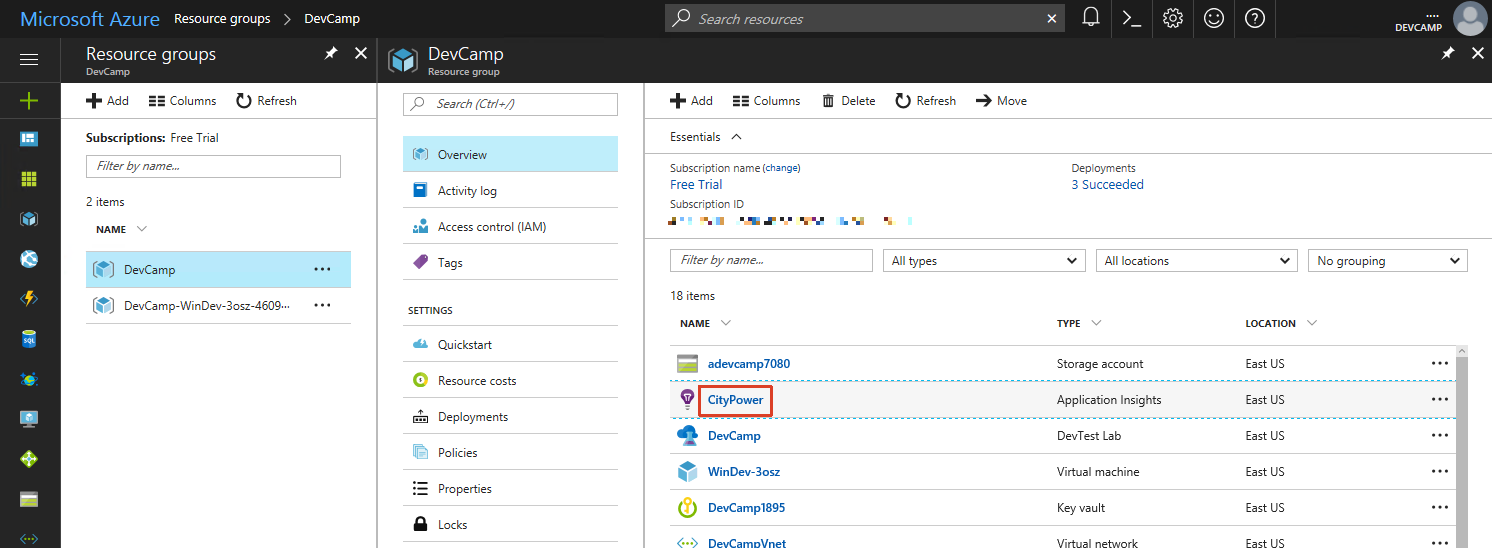 Microsoft Azure Resource groups > DevCamp
Search resources
DEVCAMP
Resource groups
DevCamp
Add Columns Refresh
Subscriptions: Free Trial
Filter by name...
2 items
NAME
DevCamp
DevCamp-WinDev-3osz-4609...
DevCamp
Resource group
Search (Ctrl+/)
Overview
Activity log
Access control (IAM)
Tags
SETTINGS
Quickstart
Resource costs
Deployments
Policies
Properties
Locks
Add Columns Delete Refresh Move
Essentials
Subscription name (change)
Free Trial
Subscription ID
Deployments
3 Succeeded
Filter by name... All types All locations No grouping
18 items
NAME TYPE LOCATION
adevcamp7080 Storage account East US
CityPower Application Insights East US
DevCamp DevTest Lab East US
WinDev-3osz Virtual machine East US
DevCamp1895 Key vault East US
DevCampVnet Virtual network East US